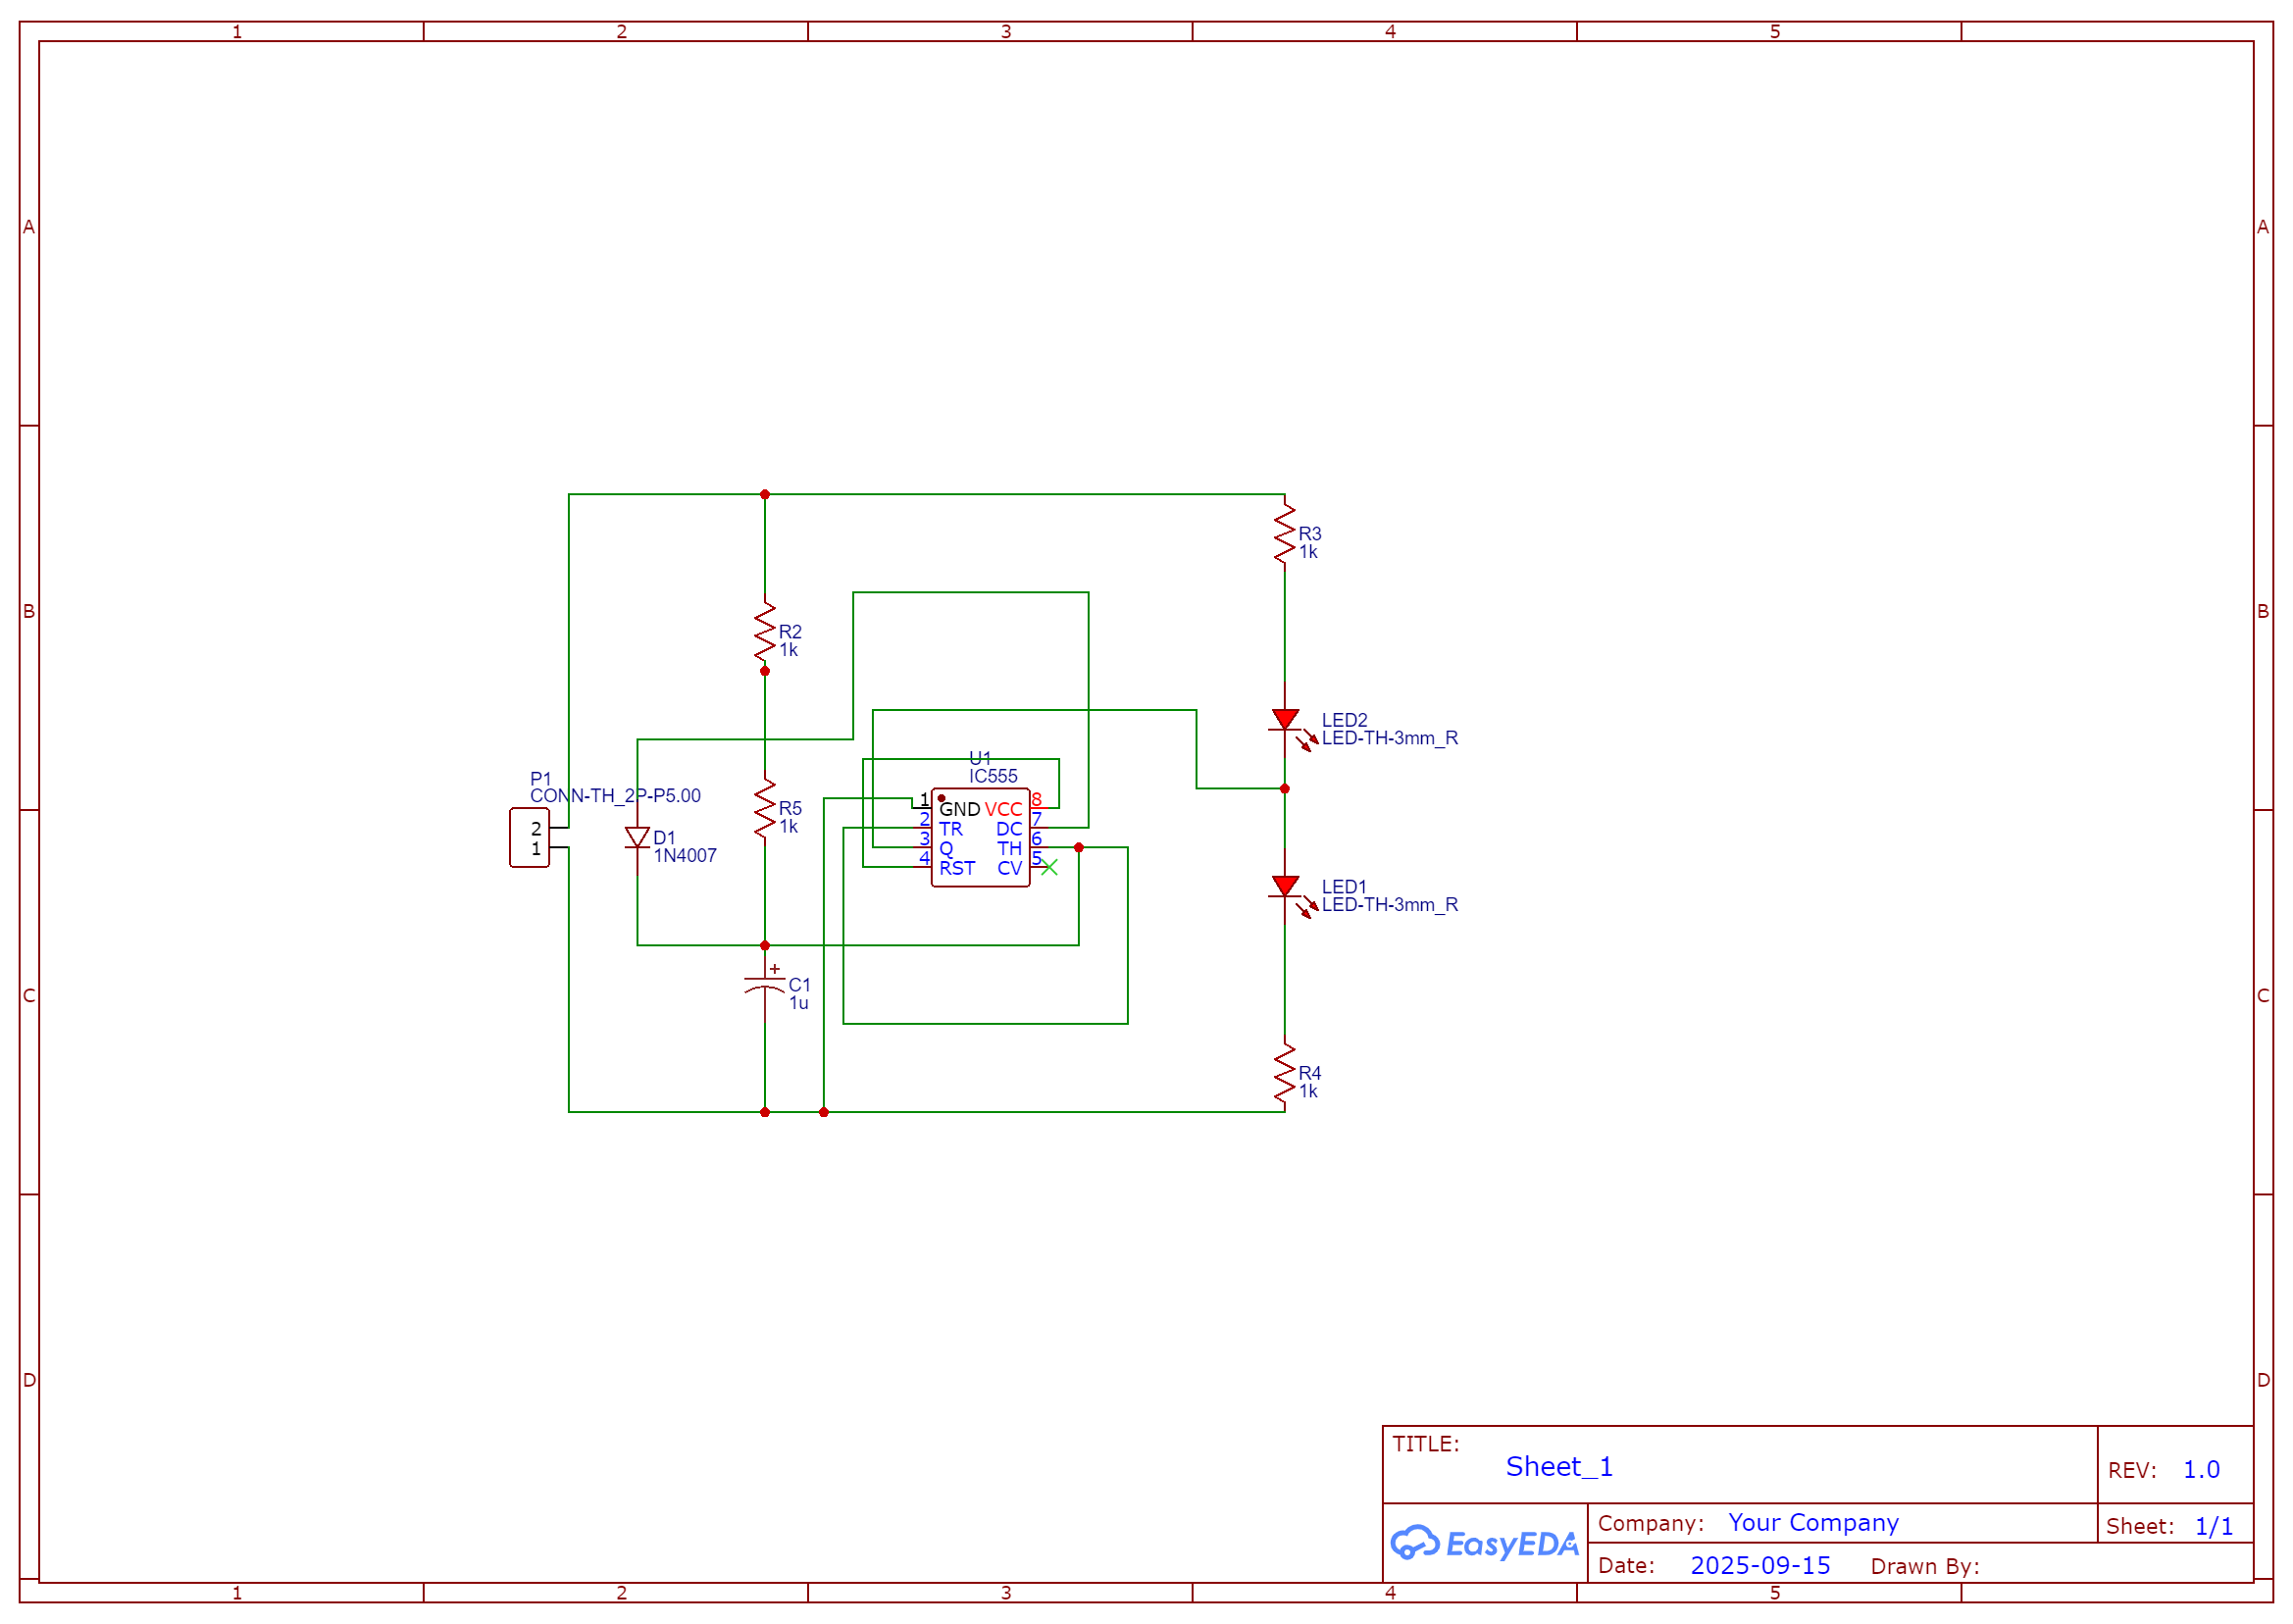 1 2 3 4 5
A A
B B
R3
1k
R2
1k
LED2
LED-TH-3mm_R
P1
CONN-TH_2P-P5.00
U1
IC555
R5
1k
2
1
D1
1N4007
1 GND VCC 8
2 TR DC 7
3 Q TH 6
4 RST CV 5
LED1
LED-TH-3mm_R
+
C1
1u
C C
R4
1k
D D
TITLE:
Sheet_1
REV: 1.0
EasyEDA
Company: Your Company
Sheet: 1/1
Date: 2025-09-15 Drawn By:
1 2 3 4 5